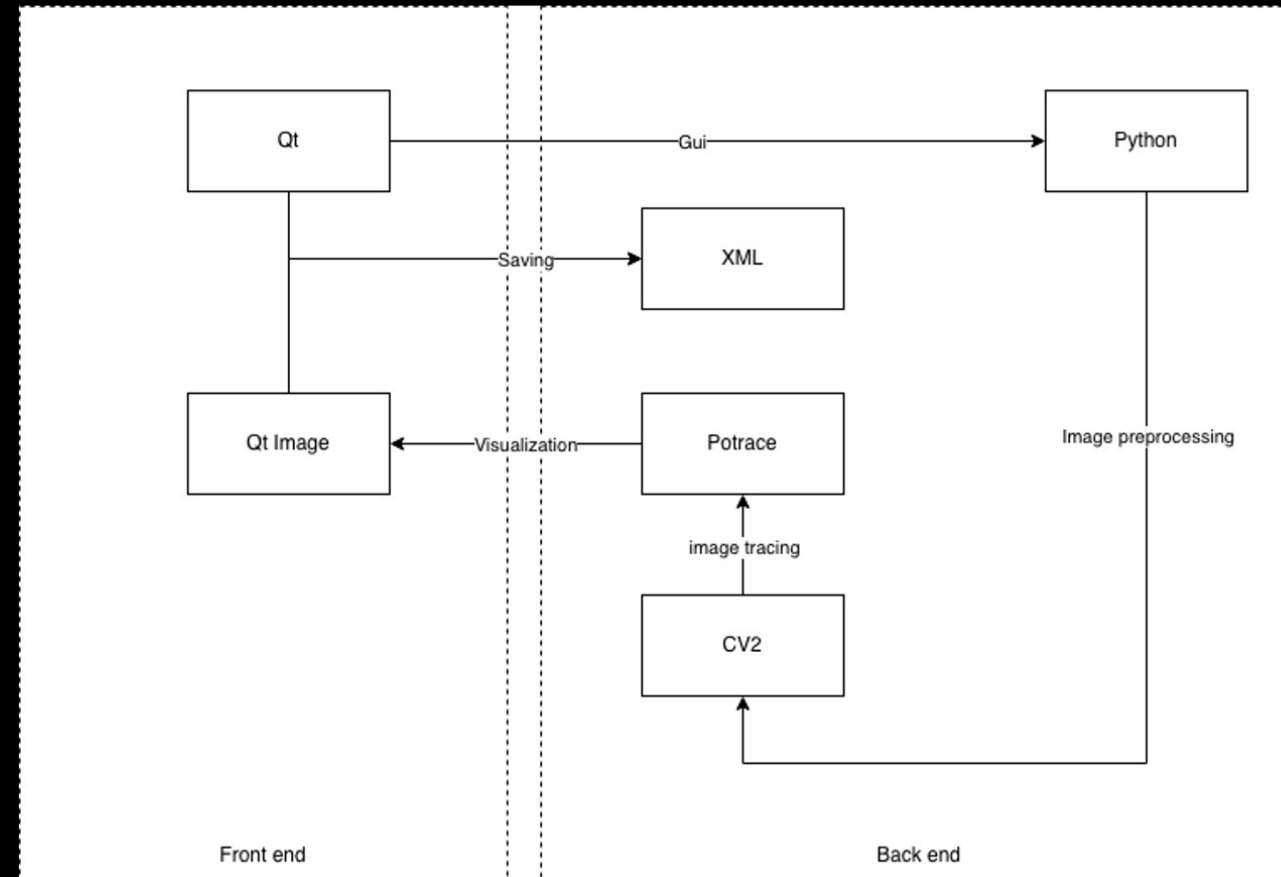 Qt
Gui
Python
Saving
XML
Qt Image
Visualization
Potrace
Image preprocessing
image tracing
CV2
Front end
Back end